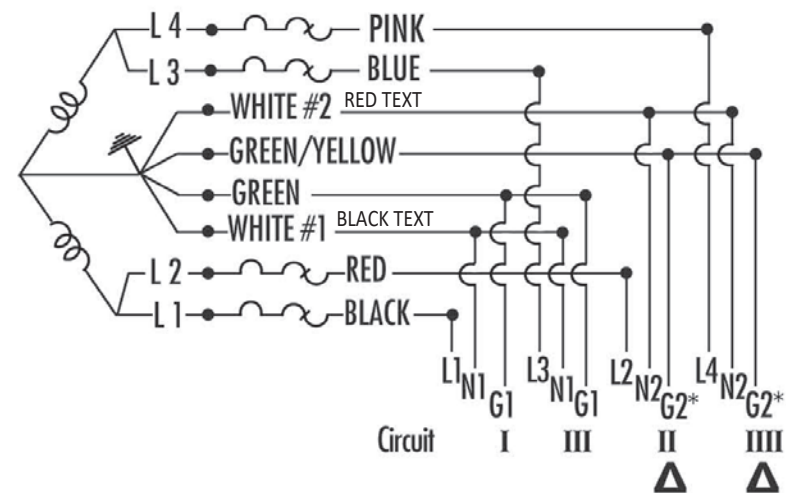 L 4 PINK
L 3 BLUE
WHITE #2 RED TEXT
GREEN/YELLOW
GREEN
WHITE #1 BLACK TEXT
L 2 RED
L 1 BLACK
L1 N1 G1 L3 N1 G1 L2 N2 G2* L4 N2 G2*
Circuit I III II IIII
Δ Δ